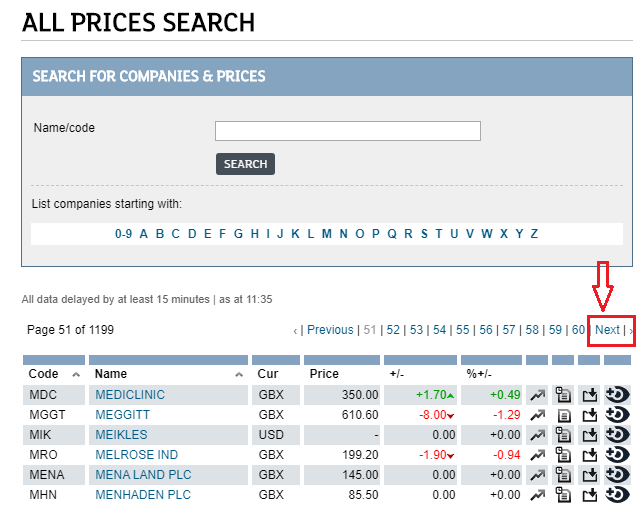 ALL PRICES SEARCH
SEARCH FOR COMPANIES & PRICES
Name/code
SEARCH
List companies starting with:
0-9 A B C D E F G H I J K L M N O P Q R S T U V W X Y Z
All data delayed by at least 15 minutes | as at 11:35
Page 51 of 1199 ‹ | Previous | 51 | 52 | 53 | 54 | 55 | 56 | 57 | 58 | 59 | 60 | Next | ›
Code Name Cur Price +/- %+/-
MDC MEDICLINIC GBX 350.00 +1.70 +0.49
MGGT MEGGITT GBX 610.60 -8.00 -1.29
MIK MEIKLES USD - 0.00 +0.00
MRO MELROSE IND GBX 199.20 -1.90 -0.94
MENA MENA LAND PLC GBX 145.00 0.00 +0.00
MHN MENHADEN PLC GBX 85.50 0.00 +0.00